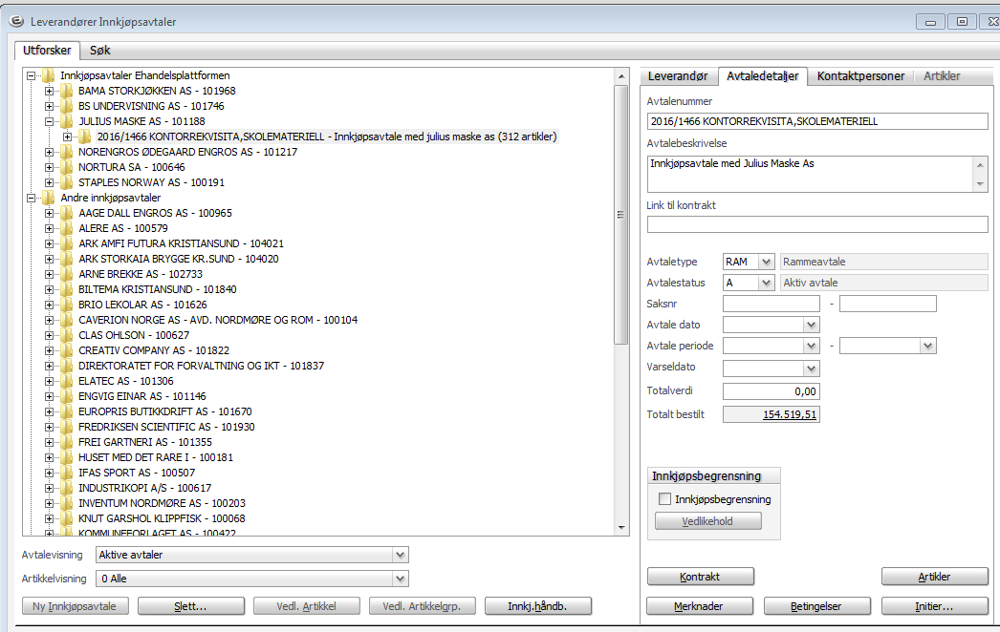 Leverandører Innkjøpsavtaler
Utforsker Søk
Innkjøpsavtaler Ehandelsplattformen
BAMA STORKJØKKEN AS - 101968
BS UNDERVISNING AS - 101746
JULIUS MASKE AS - 101188
2016/1466 KONTORREKVISITA,SKOLEMATERIELL - Innkjøpsavtale med julius maske as (312 artikler)
NORENGROS ØDEGAARD ENGROS AS - 101217
NORTURA SA - 100646
STAPLES NORWAY AS - 100191
Andre innkjøpsavtaler
AAGE DALL ENGROS AS - 100965
ALERE AS - 100579
ARK AMFI FUTURA KRISTIANSUND - 104021
ARK STORKAIA BRYGGE KR.SUND - 104020
ARNE BREKKE AS - 102733
BILTEMA KRISTIANSUND - 101840
BRIO LEKOLAR AS - 101626
CAVERION NORGE AS - AVD. NORDMØRE OG ROM - 100104
CLAS OHLSON - 100627
CREATIV COMPANY AS - 101822
DIREKTORATET FOR FORVALTNING OG IKT - 101837
ELATEC AS - 101306
ENGVIG EINAR AS - 101146
EUROPRIS BUTIKKDRIFT AS - 101670
FREDRIKSEN SCIENTIFIC AS - 101930
FREI GARTNERI AS - 101355
HUSET MED DET RARE I - 100181
IFAS SPORT AS - 100507
INDUSTRIKOPI A/S - 100617
INVENTUM NORDMØRE AS - 100203
KNUT GARSHOL KLIPPFISK - 100068
KOMMUNEFORLAGET AS - 100422
Avtalevisning Aktive avtaler
Artikkelvisning 0 Alle
Ny Innkjøpsavtale Slett... Vedl. Artikkel Vedl. Artikkelgrp. Innkj.håndb.
Leverandør Avtaledetaljer Kontaktpersoner Artikler
Avtalenummer
2016/1466 KONTORREKVISITA,SKOLEMATERIELL
Avtalebeskrivelse
Innkjøpsavtale med Julius Maske As
Link til kontrakt
Avtaletype RAM Rammeavtale
Avtalestatus A Aktiv avtale
Saksnr -
Avtale dato
Avtale periode -
Varseldato
Totalverdi 0,00
Totalt bestilt 154.519,51
Innkjøpsbegrensning
Innkjøpsbegrensning
Vedlikehold
Kontrakt Artikler
Merknader Betingelser Initier...